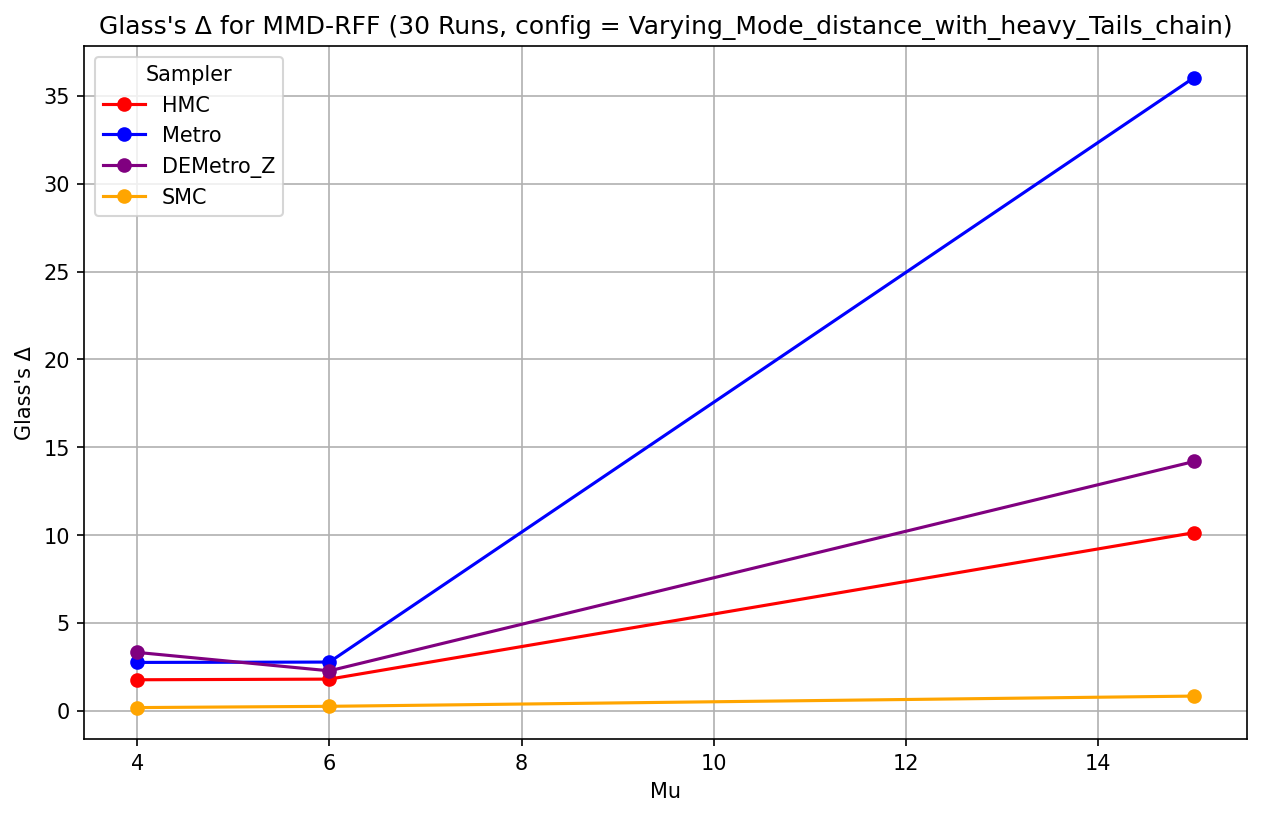 Glass's Δ for MMD-RFF (30 Runs, config = Varying_Mode_distance_with_heavy_Tails_chain)
Sampler
HMC
Metro
DEMetro_Z
SMC
Glass's Δ
35
30
25
20
15
10
5
0
4 6 8 10 12 14
Mu